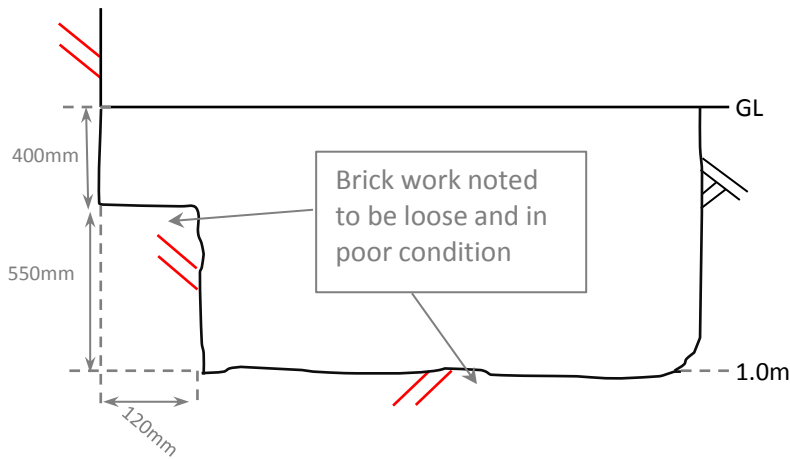 GL
400mm
Brick work noted
to be loose and in
poor condition
550mm
1.0m
120mm